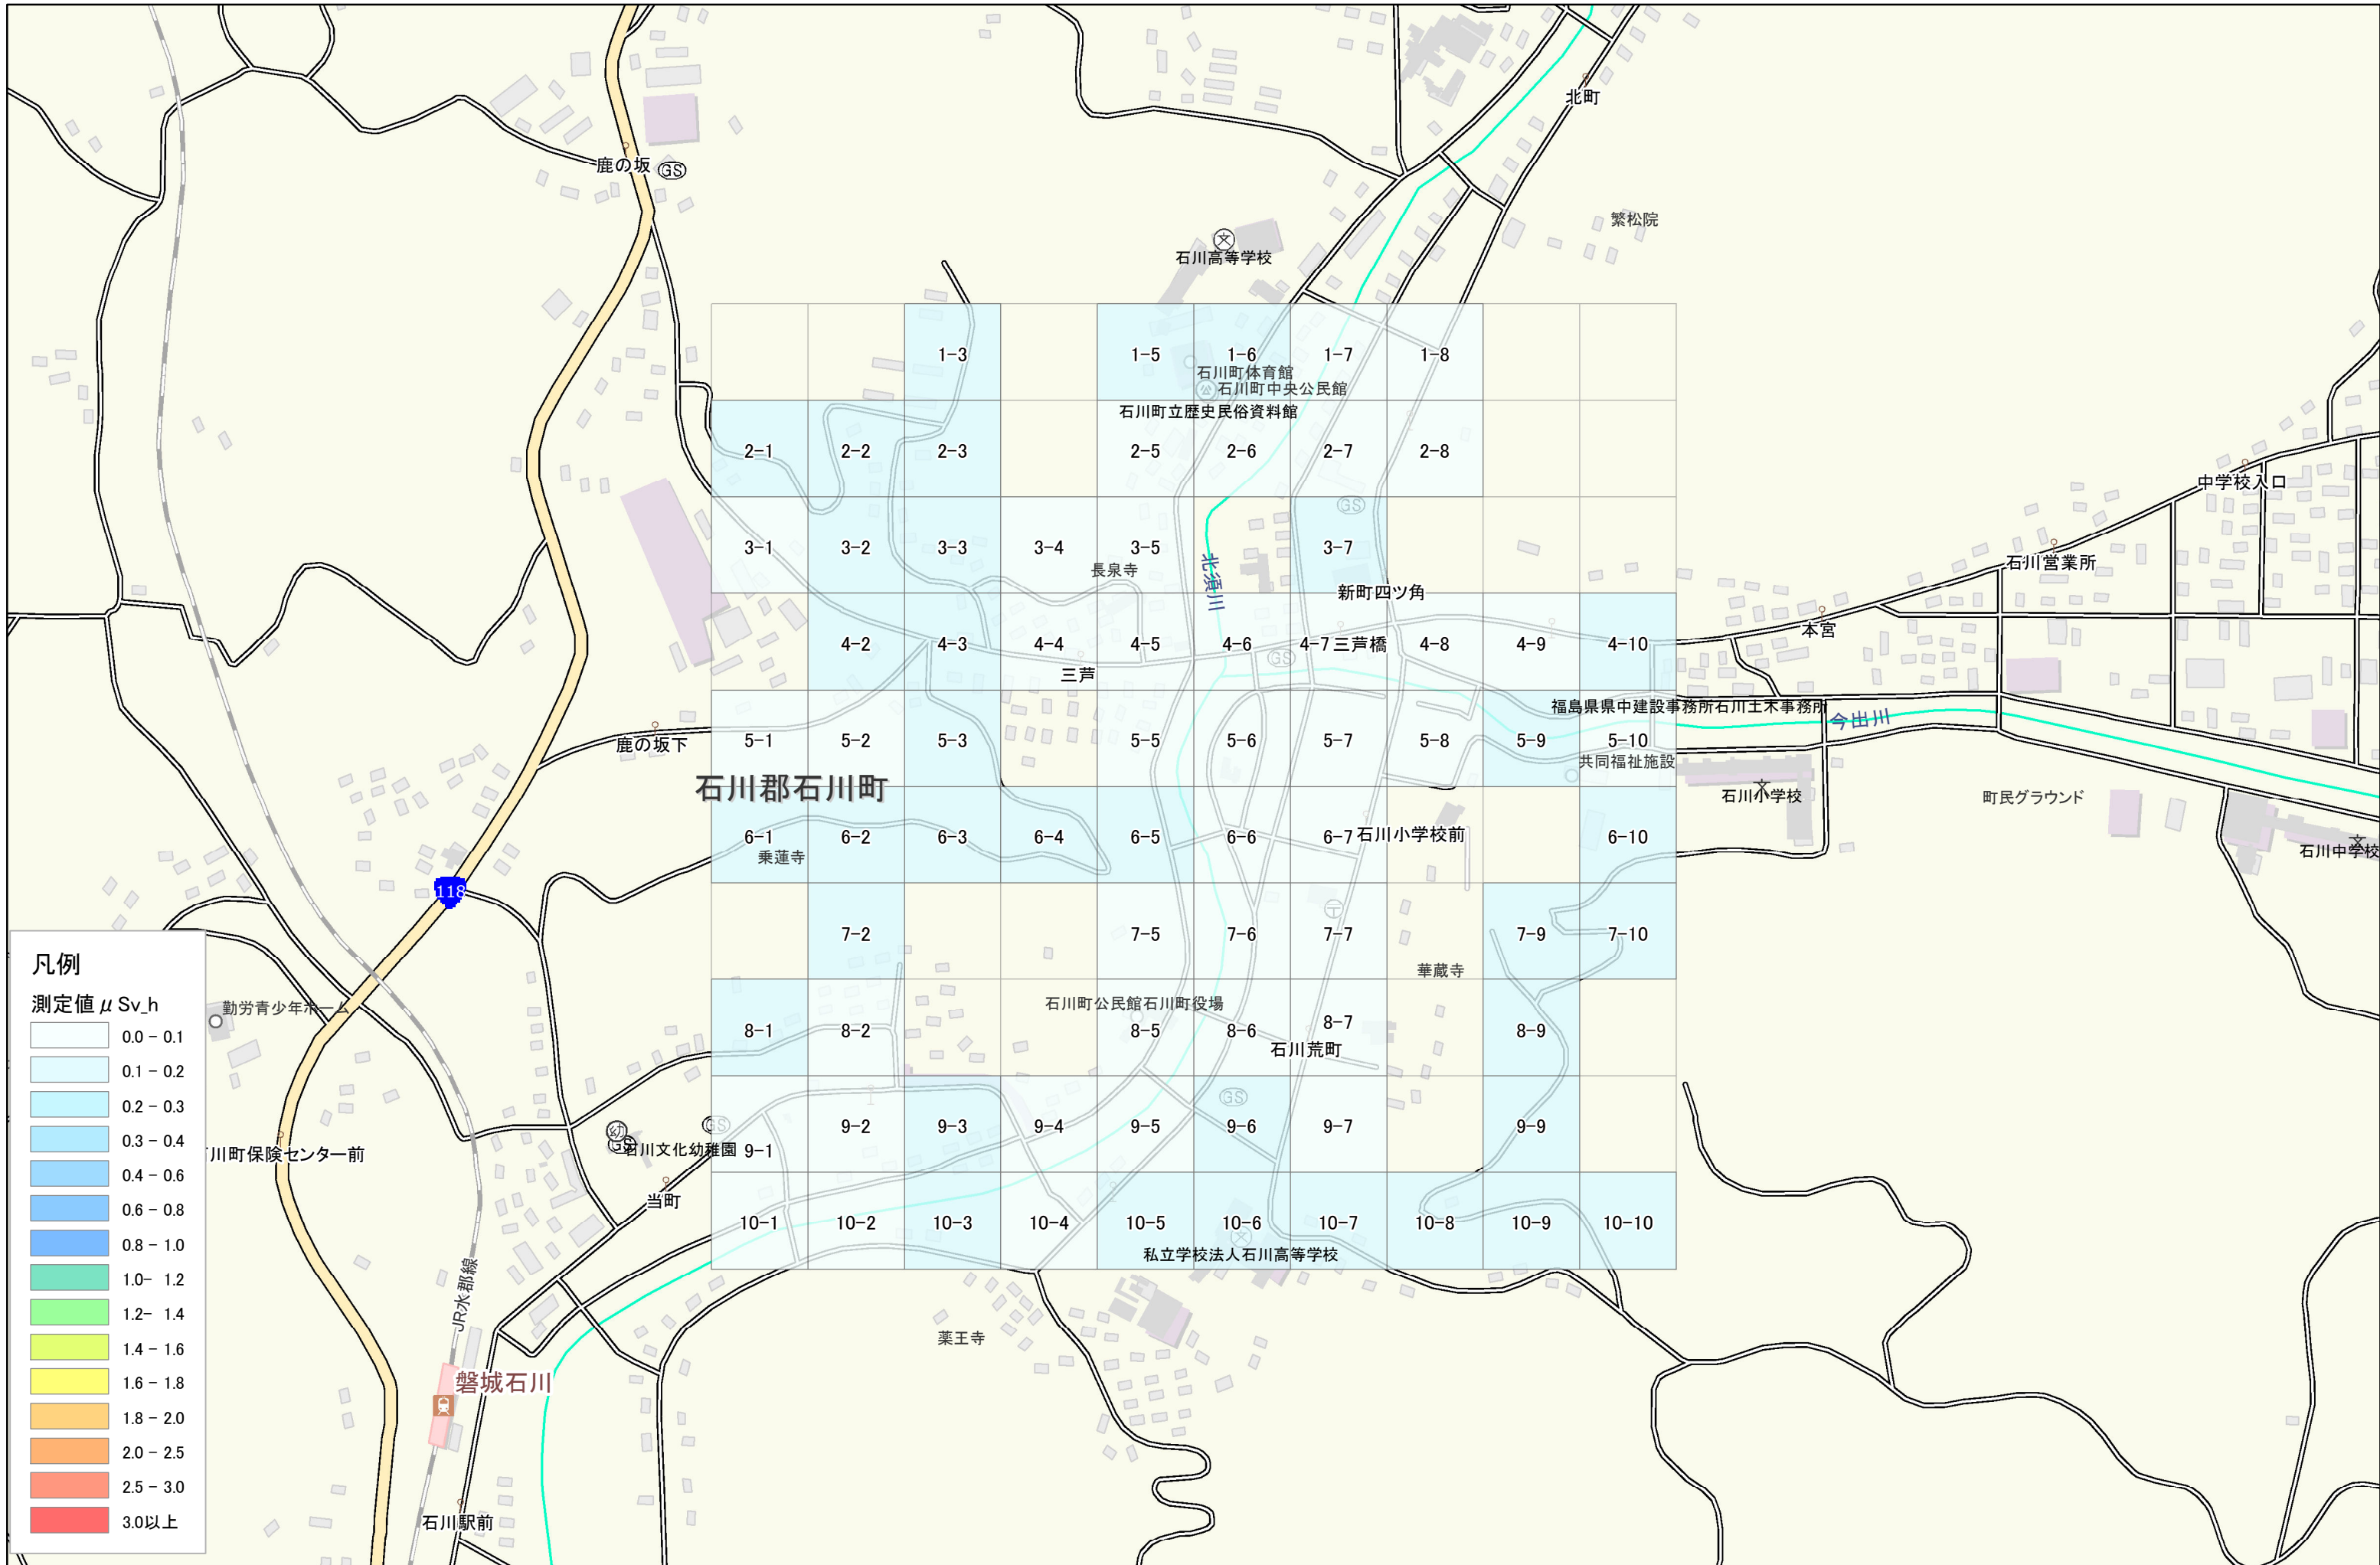 北町
鹿の坂
GS
繁松院
文
石川高等学校
1-3
1-5
1-6
1-7
1-8
石川町体育館
公
石川町中央公民館
石川町立歴史民俗資料館
2-1
2-2
2-3
2-5
2-6
2-7
2-8
中学校入口
GS
3-1
3-2
3-3
3-4
3-5
3-7
長泉寺
北須川
石川営業所
新町四ツ角
本宮
4-2
4-3
4-4
4-5
4-6
GS
4-7
三芦橋
4-8
4-9
4-10
三芦
福島県県中建設事務所石川土木事務所
今出川
鹿の坂下
5-1
5-2
5-3
5-5
5-6
5-7
5-8
5-9
5-10
共同福祉施設
石川郡石川町
文
石川小学校
町民グラウンド
6-1
6-2
6-3
6-4
6-5
6-6
6-7
石川小学校前
6-10
乗蓮寺
文
石川中学校
118
7-2
7-5
7-6
7-7
7-9
7-10
華蔵寺
凡例
測定値μSv_h
0.0 - 0.1
0.1 - 0.2
0.2 - 0.3
0.3 - 0.4
0.4 - 0.6
0.6 - 0.8
0.8 - 1.0
1.0- 1.2
1.2- 1.4
1.4 - 1.6
1.6 - 1.8
1.8 - 2.0
2.0 - 2.5
2.5 - 3.0
3.0以上
勤労青少年ホーム
石川町公民館石川町役場
8-1
8-2
8-5
8-6
8-7
8-9
石川荒町
GS
9-1
9-2
9-3
9-4
9-5
9-6
9-7
9-9
幼
GS
GS
石川文化幼稚園
川町保険センター前
当町
10-1
10-2
10-3
10-4
10-5
10-6
10-7
10-8
10-9
10-10
文
私立学校法人石川高等学校
JR水郡線
薬王寺
磐城石川
石川駅前